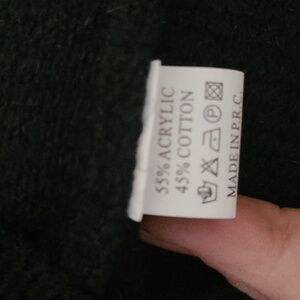 55% ACRYLIC
45% COTTON
P
MADE IN P.R.C.